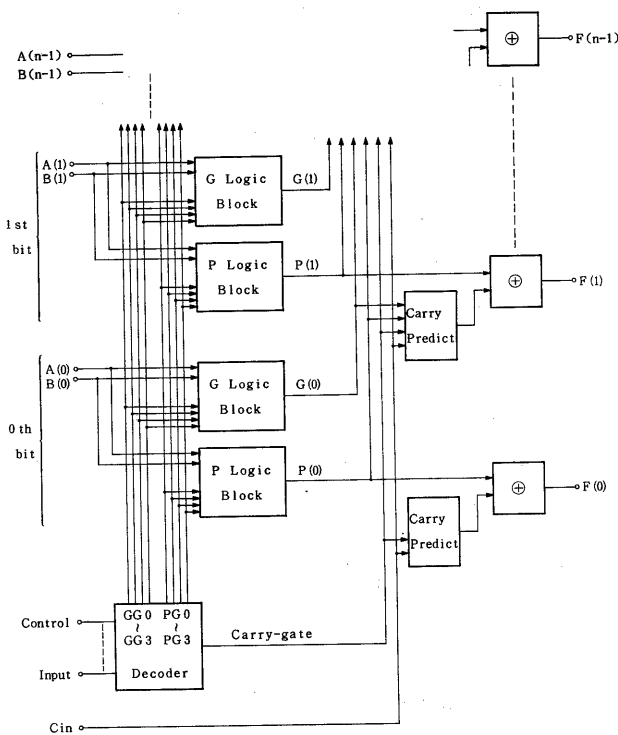 A(n-1)
B(n-1)
⊕
F(n-1)
1st
bit
A(1)
B(1)
G Logic
Block
G(1)
P Logic
Block
P(1)
Carry
Predict
⊕
F(1)
0th
bit
A(0)
B(0)
G Logic
Block
G(0)
P Logic
Block
P(0)
Carry
Predict
⊕
F(0)
Control
Input
GG0 PG0
~ ~
GG3 PG3
Decoder
Carry-gate
Cin